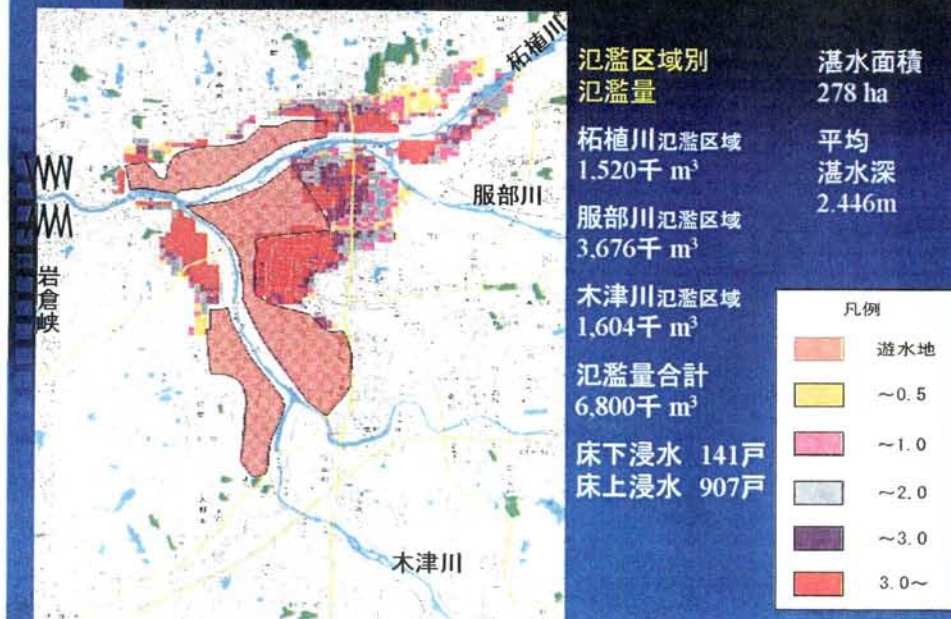 柘植川
服部川
岩倉峡
木津川
氾濫区域別
氾濫量
柘植川氾濫区域
1,520千 m³
服部川氾濫区域
3,676千 m³
木津川氾濫区域
1,604千 m³
氾濫量合計
6,800千 m³
床下浸水 141戸
床上浸水 907戸
湛水面積
278 ha
平均
湛水深
2.446m
凡例
遊水地
～0.5
～1.0
～2.0
～3.0
3.0～